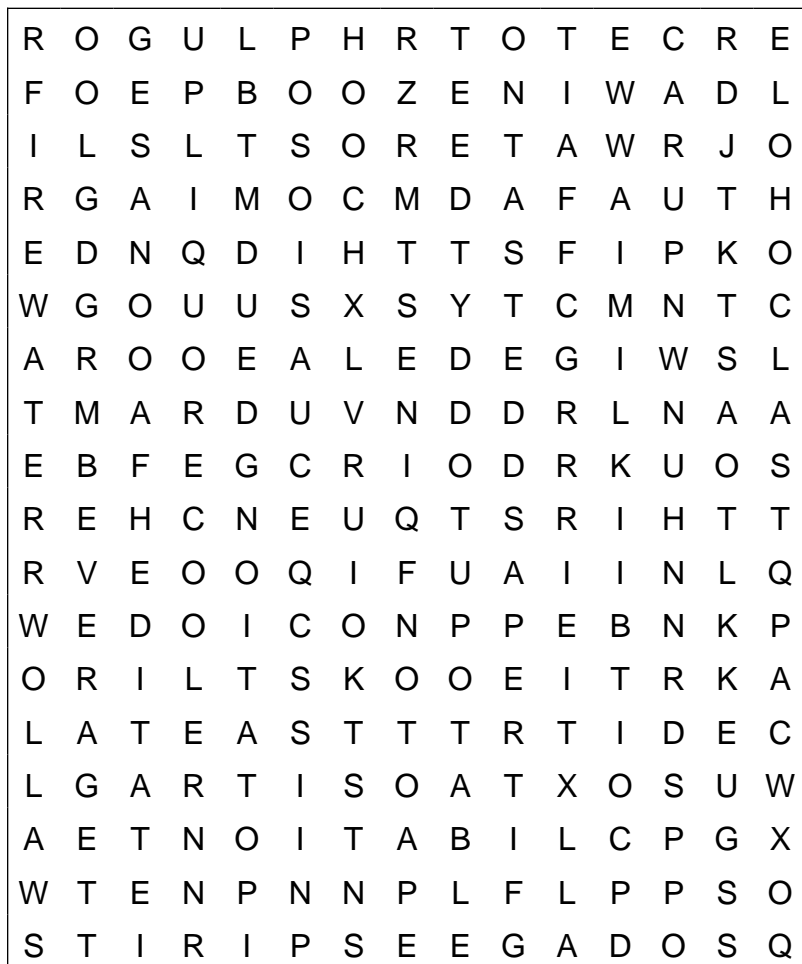 R O G U L P H R T O T E C R E
F O E P B O O Z E N I W A D L
I L S L T S O R E T A W R J O
R G A I M O C M D A F A U T H
E D N Q D I H T T S F I P K O
W G O U U S X S Y T C M N T C
A R O O E A L E D E G I W S L
T M A R D U V N D D R L N A A
E B F E G C R I O D R K U O S
R E H C N E U Q T S R I H T T
R V E O O Q I F U A I I N L Q
W E D O I C O N P P E B N K P
O R I L T S K O O E I T R K A
L A T E A S T T T R T I D E C
L G A R T I S O A T X O S U W
A E T N O I T A B I L C P G X
W T E N P N N P L F L P P S O
S T I R I P S E E G A D O S Q